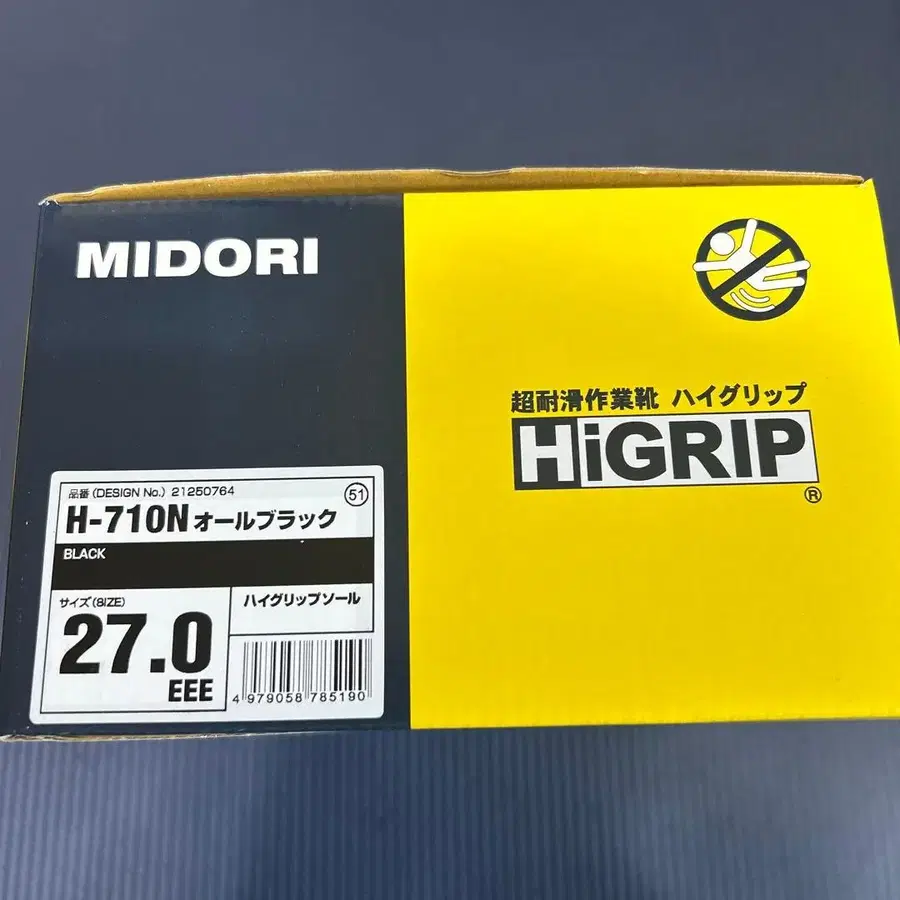 MIDORI
超耐滑作業靴 ハイグリップ
HiGRIP
®
品番 (DESIGN No.) 21250764
51
H-710N オールブラック
BLACK
サイズ(SIZE)
27.0
EEE
ハイグリップソール
4 979058 785190